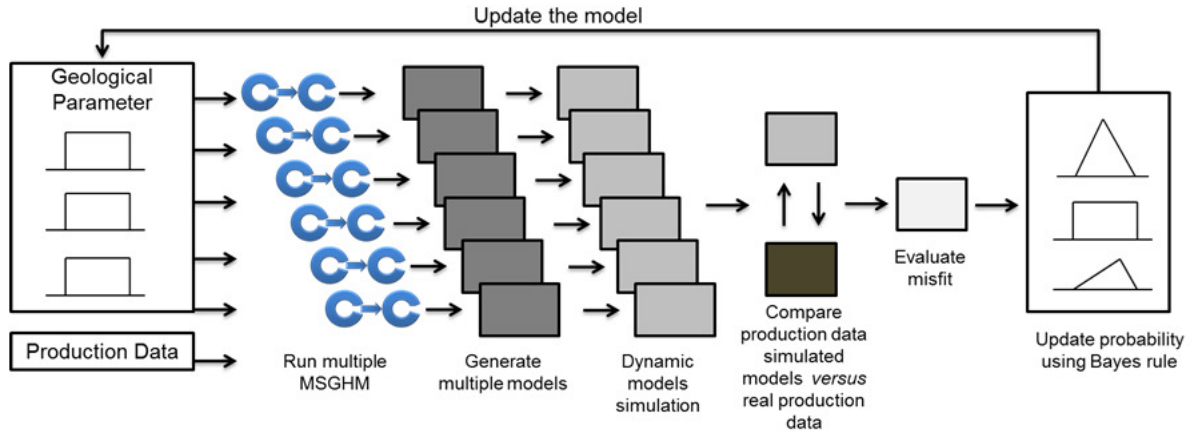 Update the model
Geological
Parameter
Production Data
Run multiple
MSGHM
Generate
multiple models
Dynamic
models
simulation
Compare
production data
simulated
models versus
real production
data
Evaluate
misfit
Update probability
using Bayes rule